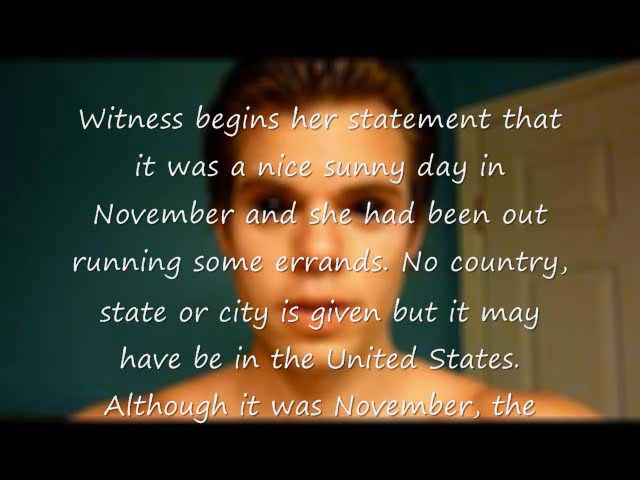 Witness begins her statement that
it was a nice sunny day in
November and she had been out
running some errands. No country,
state or city is given but it may
have be in the United States.
Although it was November, the